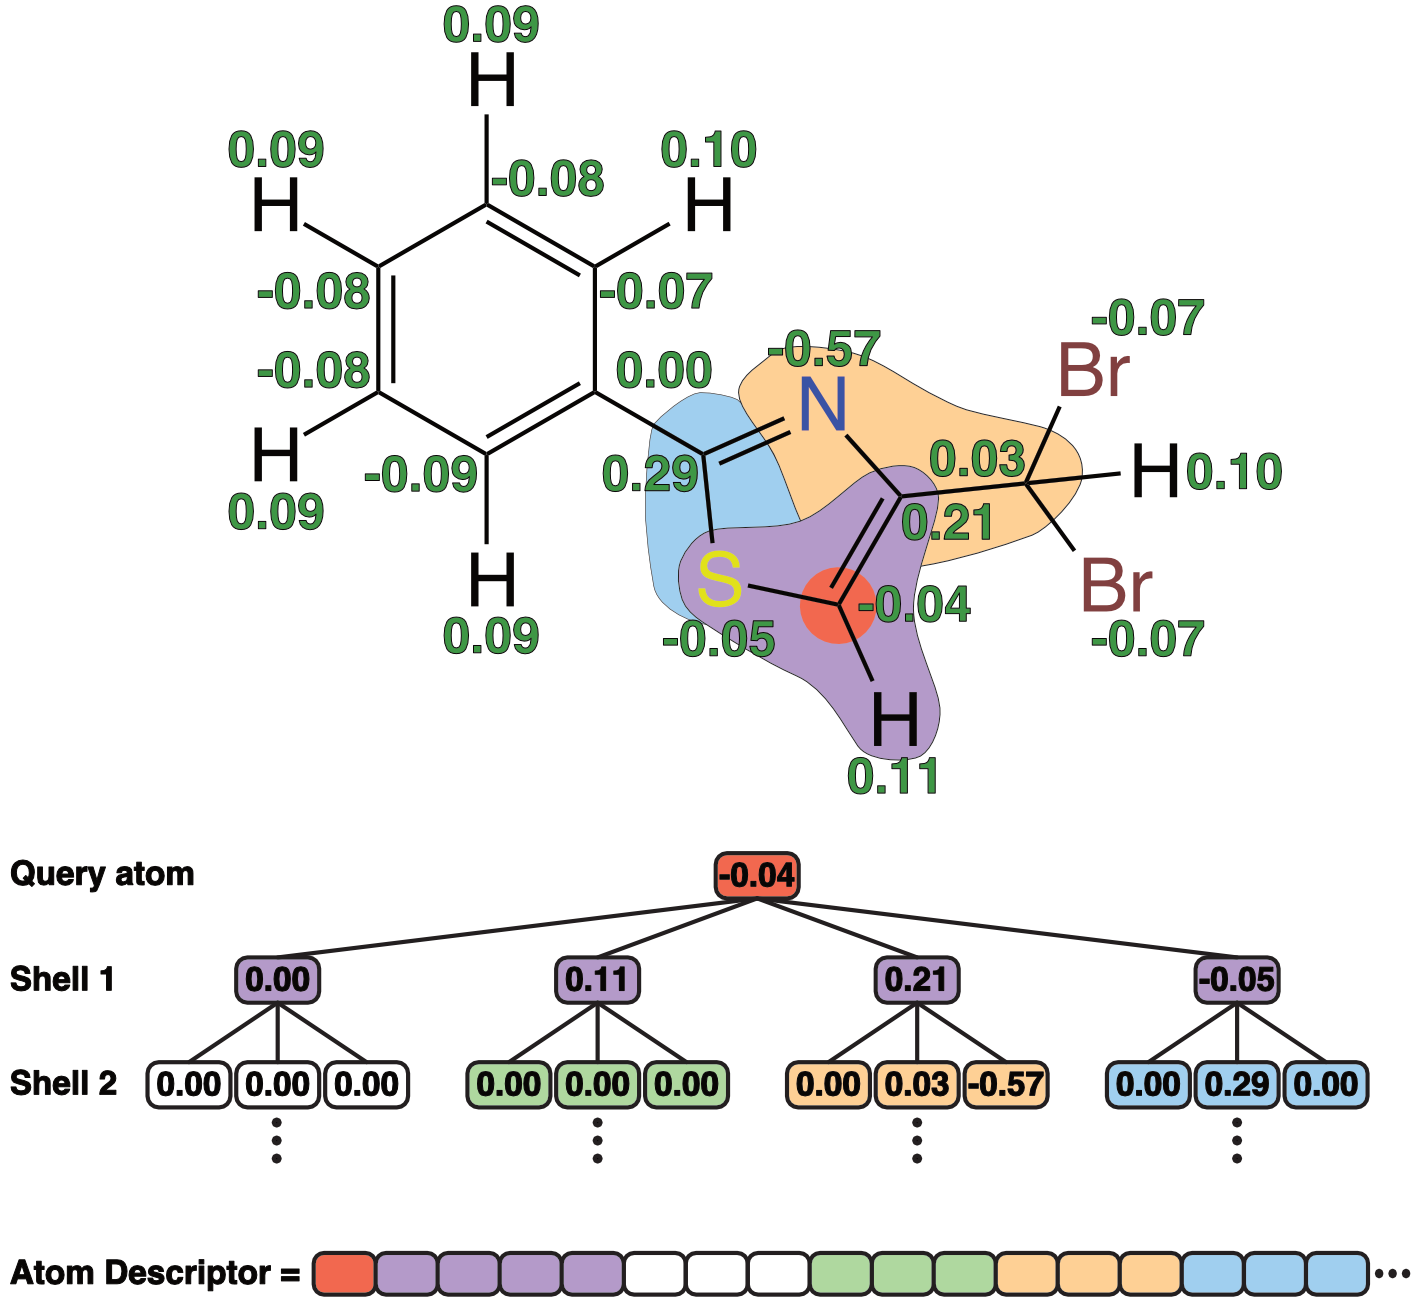 0.09
H
0.09
H
-0.08
0.10
H
-0.08
-0.07
-0.08
0.00
-0.57
N
-0.07
Br
H
0.09
-0.09
0.29
0.03
H 0.10
0.21
S
-0.05
-0.04
Br
-0.07
H
0.09
H
0.11
Query atom
-0.04
Shell 1
0.00 0.11 0.21 -0.05
Shell 2
0.00 0.00 0.00 0.00 0.00 0.00 0.00 0.03 -0.57 0.00 0.29 0.00
Atom Descriptor =